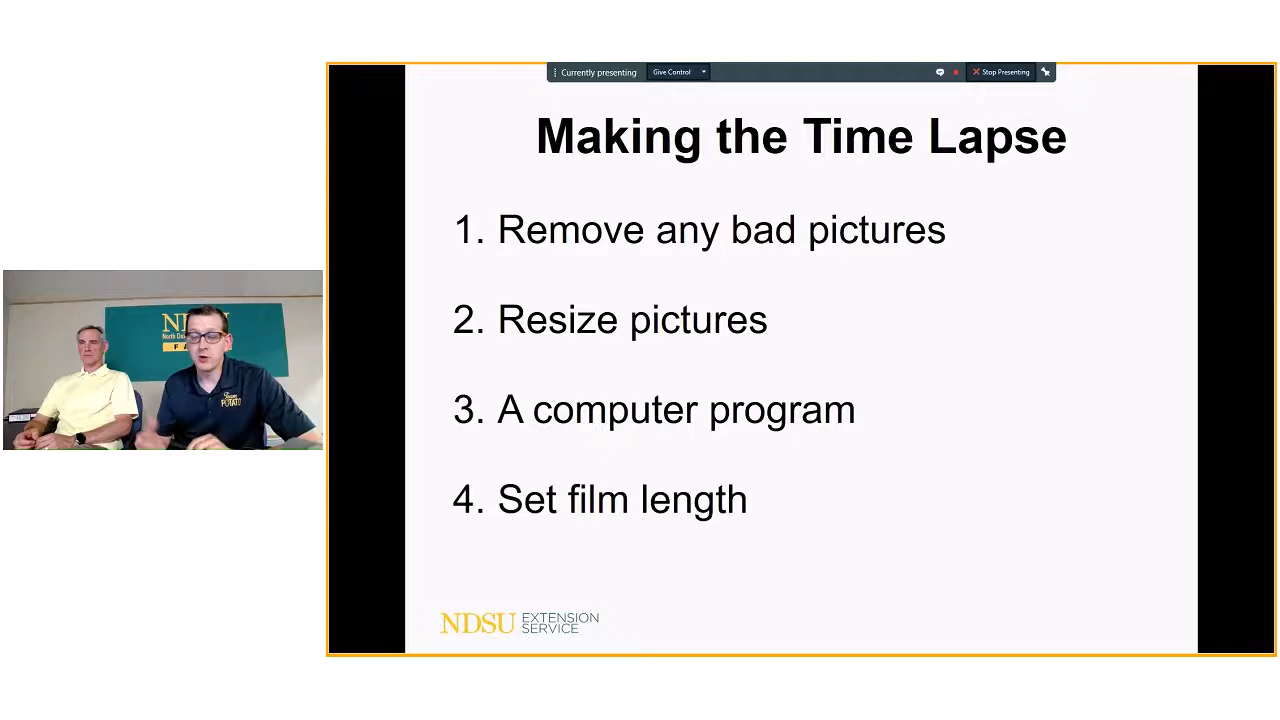 Currently presenting
Give Control
Stop Presenting
Making the Time Lapse
1. Remove any bad pictures
2. Resize pictures
3. A computer program
4. Set film length
NDSU EXTENSION
SERVICE
POTATO